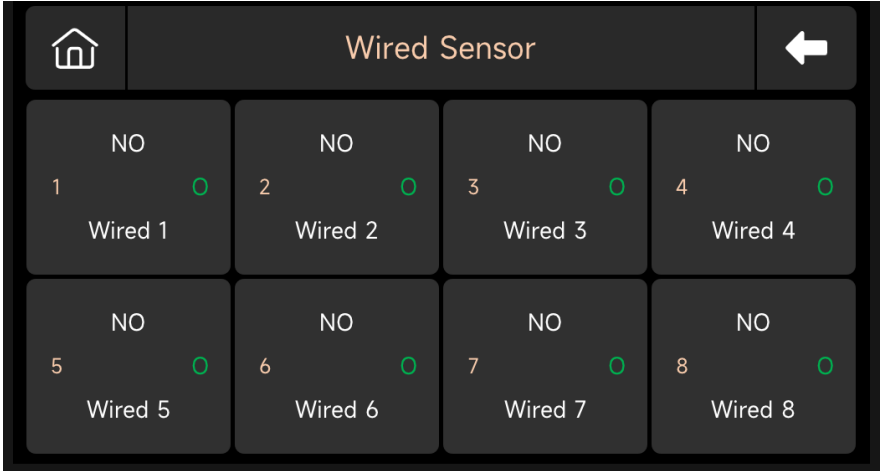 Wired Sensor
NO NO NO NO
1 O 2 O 3 O 4 O
Wired 1 Wired 2 Wired 3 Wired 4
NO NO NO NO
5 O 6 O 7 O 8 O
Wired 5 Wired 6 Wired 7 Wired 8